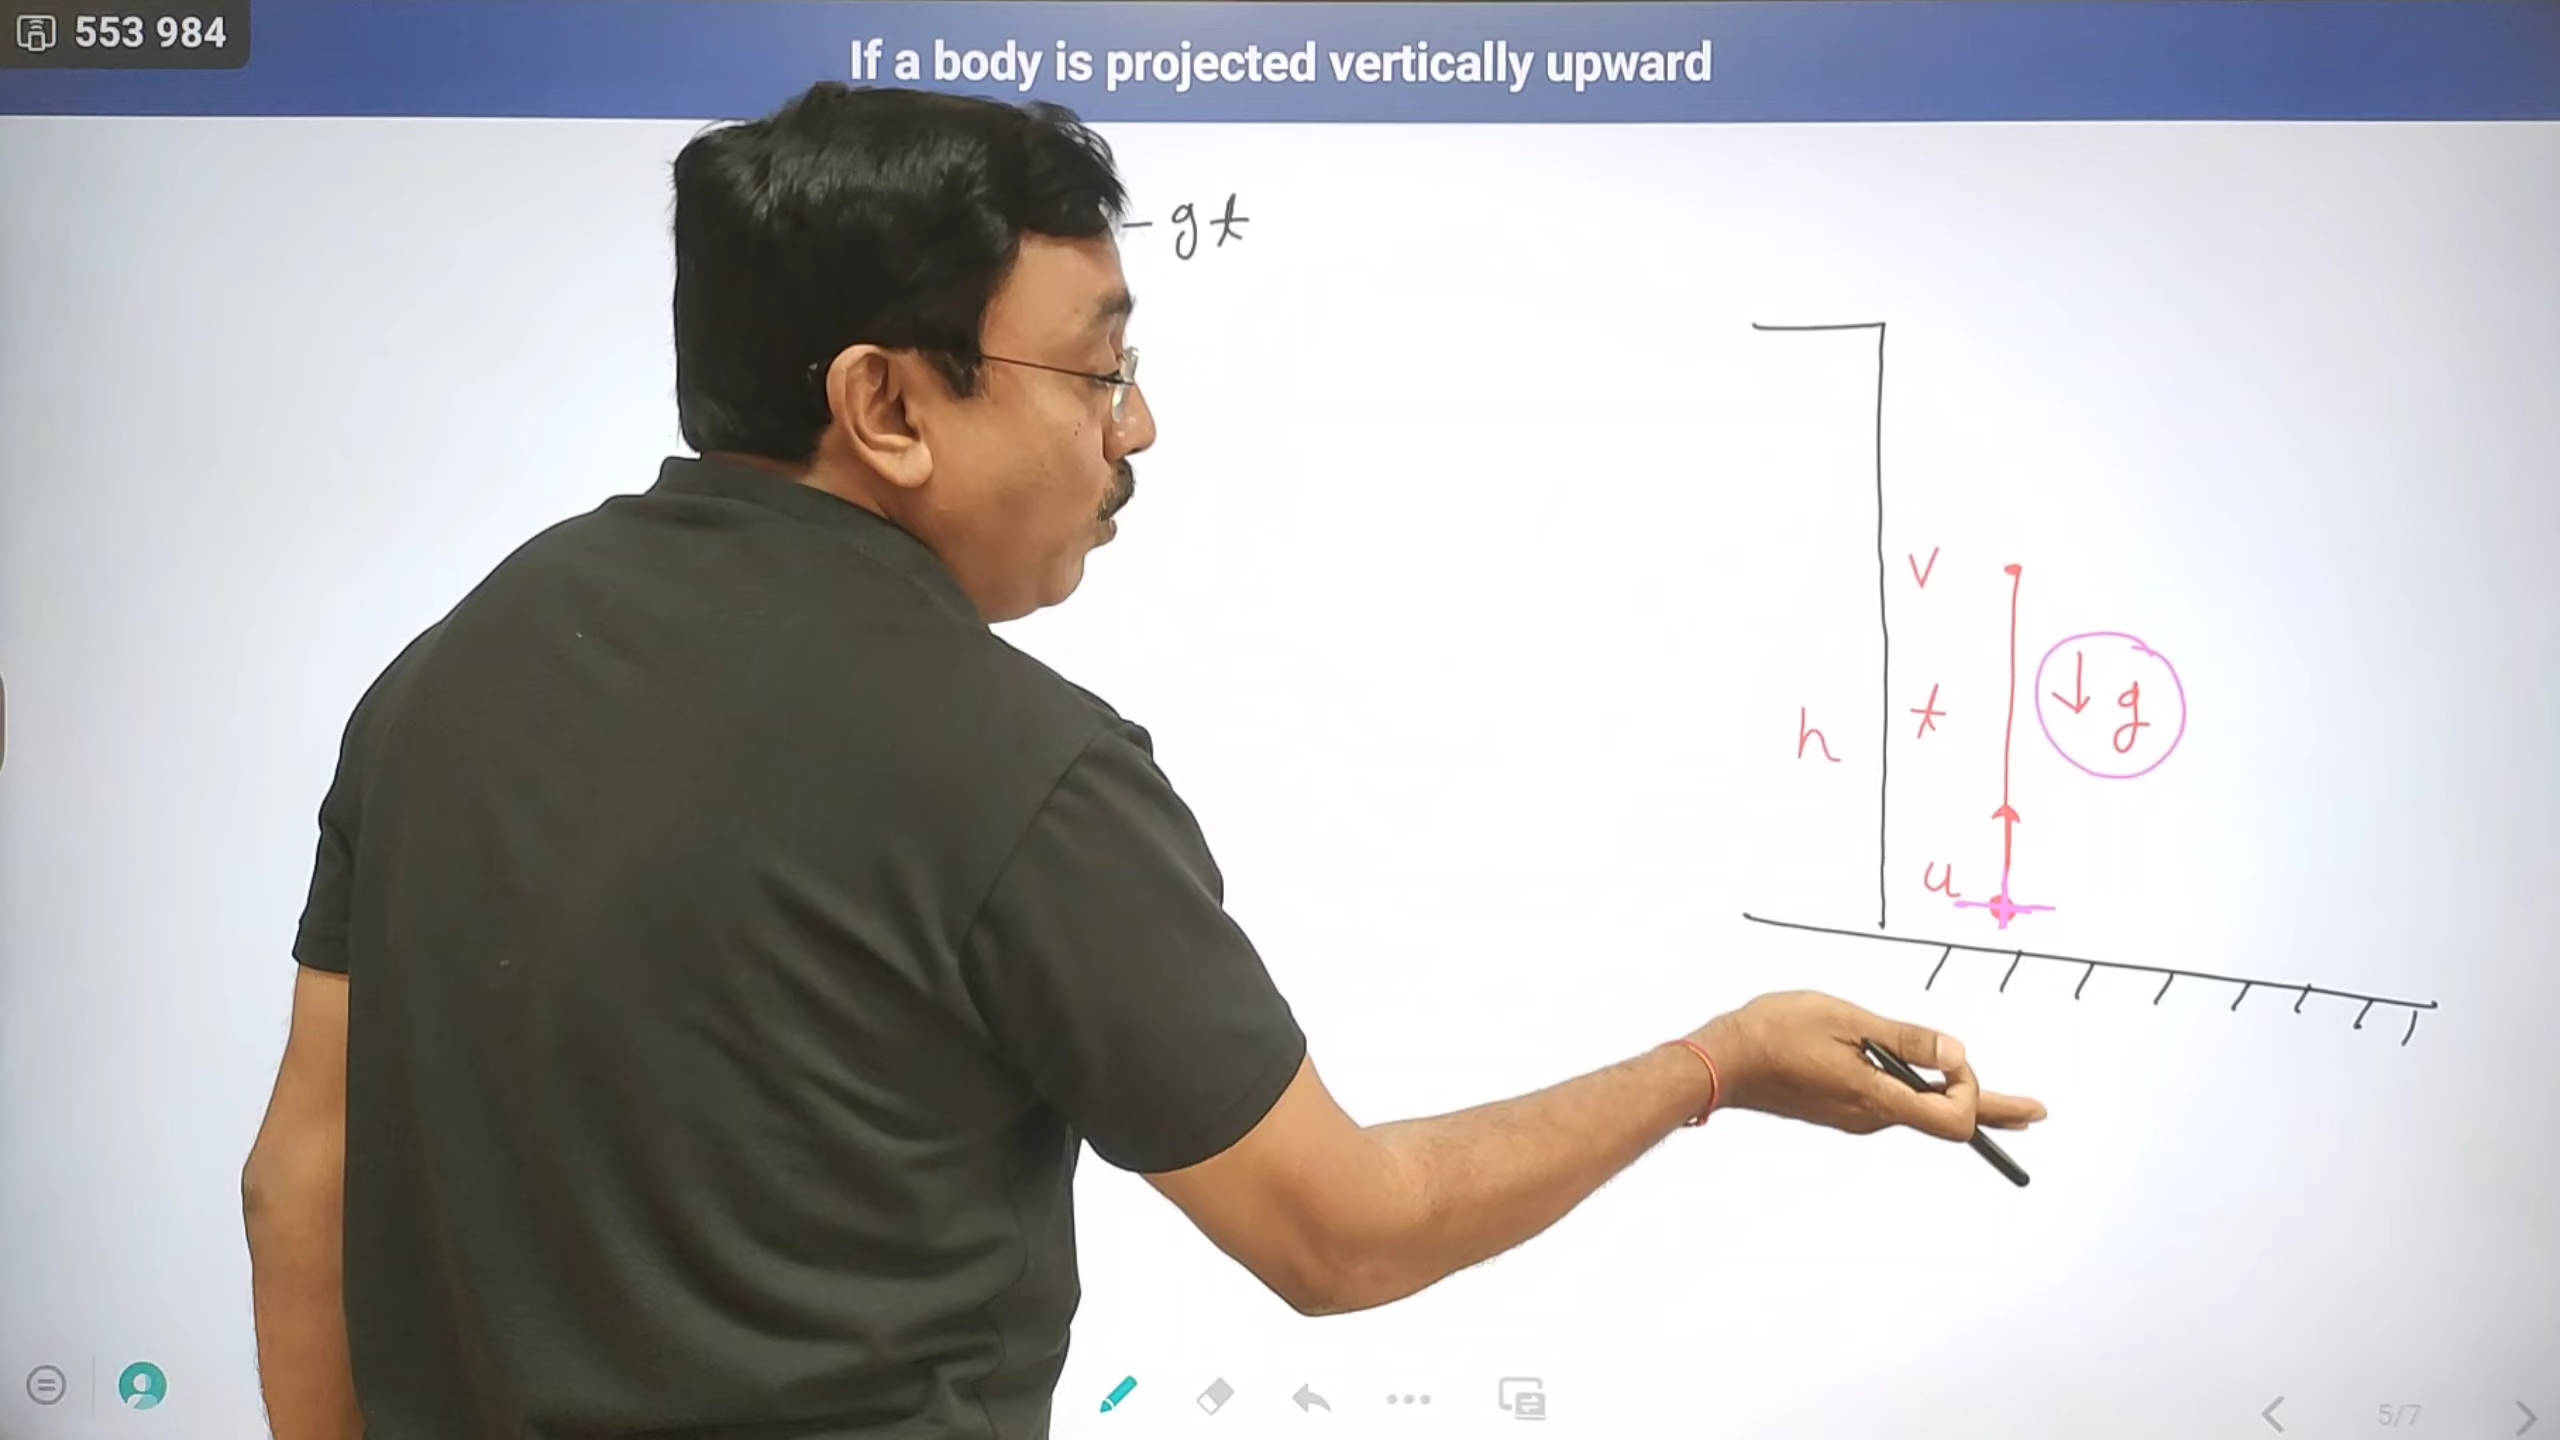 553 984
If a body is projected vertically upward
- gt
v
t
g
h
u
5/7